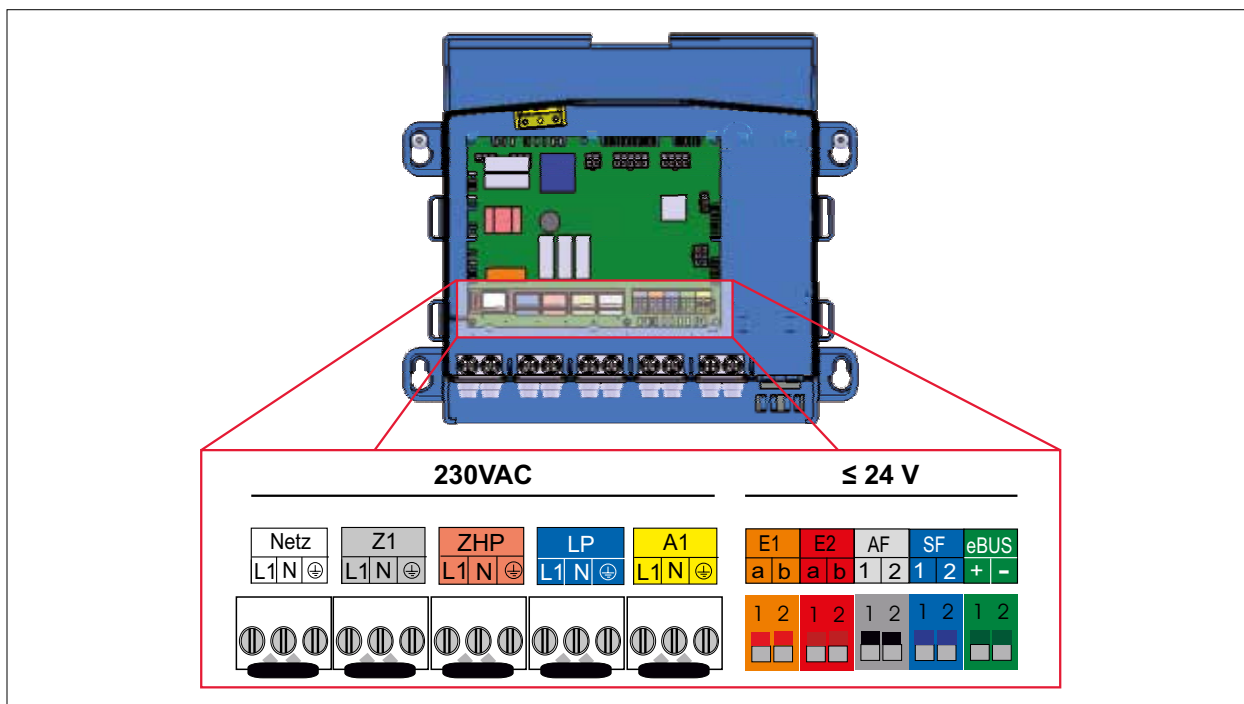 230VAC ≤ 24 V
Netz Z1 ZHP LP A1 E1 E2 AF SF eBUS
L1 N ⏚ L1 N ⏚ L1 N ⏚ L1 N ⏚ L1 N ⏚ a b a b 1 2 1 2 + -
1 2 1 2 1 2 1 2 1 2